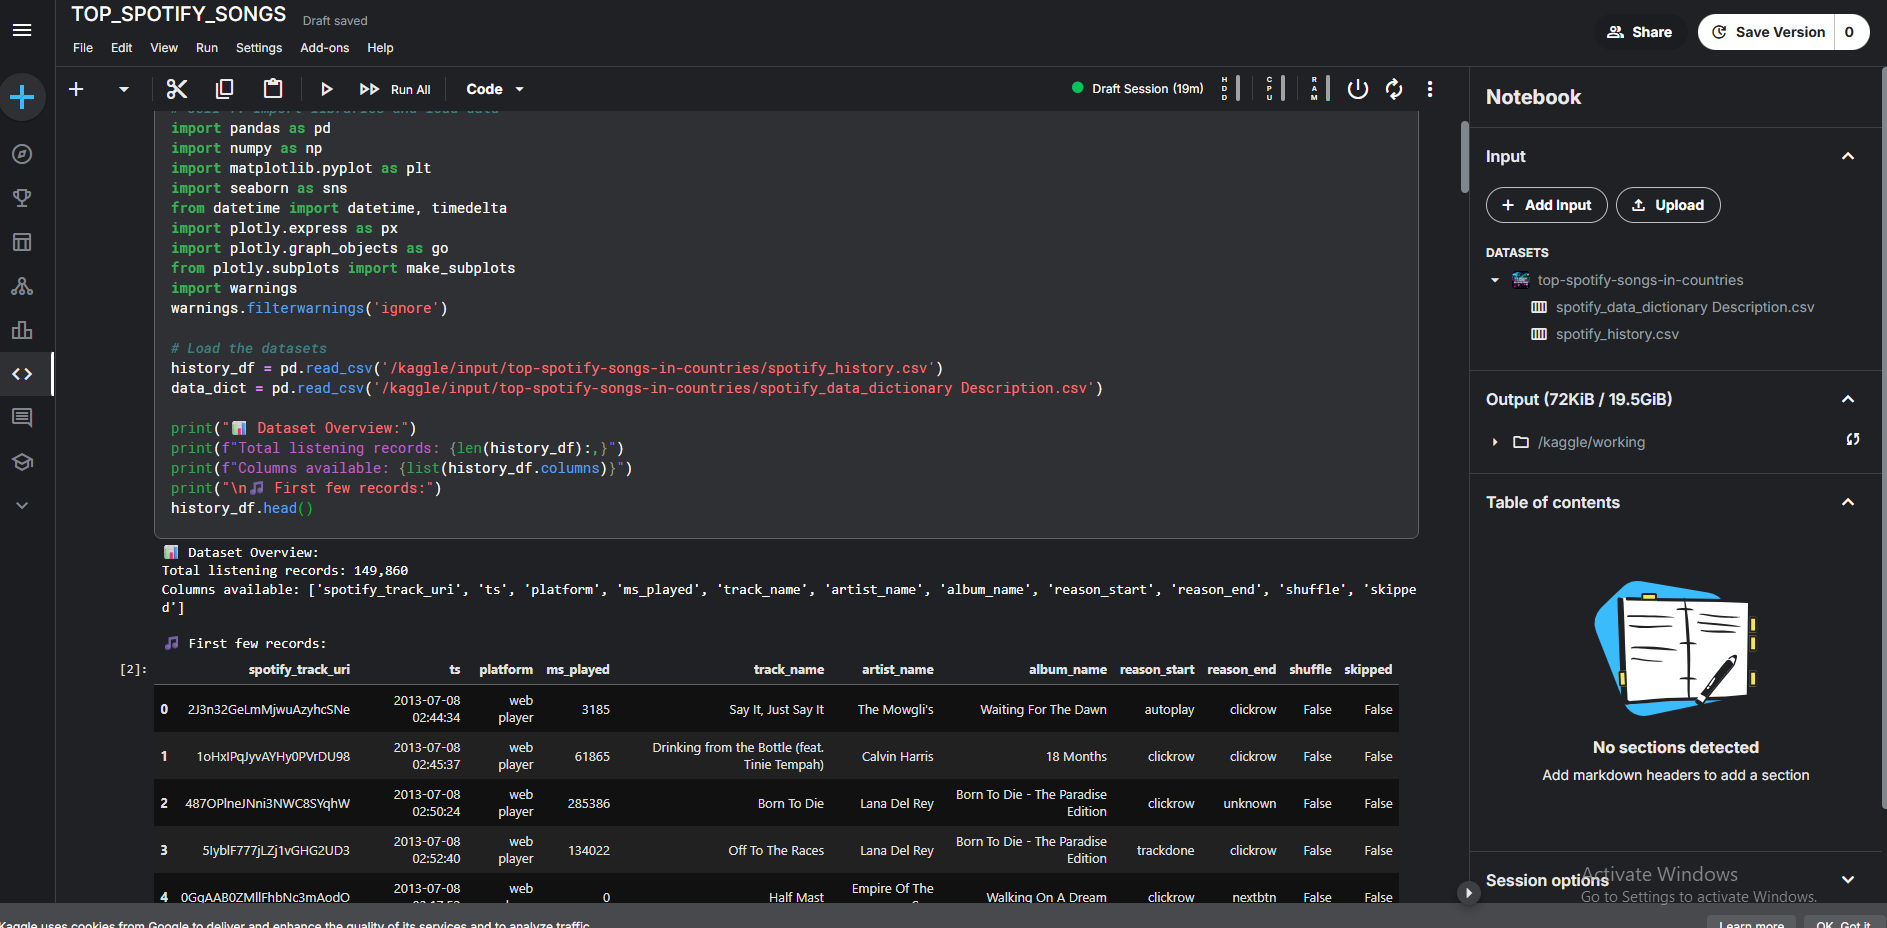 TOP_SPOTIFY_SONGS
Draft saved
File Edit View Run Settings Add-ons Help
Share
Save Version 0
Run All
Code
Draft Session (19m)
HDD
CPU
RAM
import pandas as pd
import numpy as np
import matplotlib.pyplot as plt
import seaborn as sns
from datetime import datetime, timedelta
import plotly.express as px
import plotly.graph_objects as go
from plotly.subplots import make_subplots
import warnings
warnings.filterwarnings('ignore')
# Load the datasets
history_df = pd.read_csv('/kaggle/input/top-spotify-songs-in-countries/spotify_history.csv')
data_dict = pd.read_csv('/kaggle/input/top-spotify-songs-in-countries/spotify_data_dictionary Description.csv')
print("📊 Dataset Overview:")
print(f"Total listening records: {len(history_df):,}")
print(f"Columns available: {list(history_df.columns)}")
print("\n🎵 First few records:")
history_df.head()
📊 Dataset Overview:
Total listening records: 149,860
Columns available: ['spotify_track_uri', 'ts', 'platform', 'ms_played', 'track_name', 'artist_name', 'album_name', 'reason_start', 'reason_end', 'shuffle', 'skippe
d']
🎵 First few records:
[2]:
spotify_track_uri ts platform ms_played track_name artist_name album_name reason_start reason_end shuffle skipped
0 2J3n32GeLmMjwuAzyhcSNe 2013-07-08 02:44:34 web player 3185 Say It, Just Say It The Mowgli's Waiting For The Dawn autoplay clickrow False False
1 1oHxIPqJyvAYHy0PVrDU98 2013-07-08 02:45:37 web player 61865 Drinking from the Bottle (feat. Tinie Tempah) Calvin Harris 18 Months clickrow clickrow False False
2 487OPlneJNni3NWC8SYqhW 2013-07-08 02:50:24 web player 285386 Born To Die Lana Del Rey Born To Die - The Paradise Edition clickrow unknown False False
3 5IyblF777jLZj1vGHG2UD3 2013-07-08 02:52:40 web player 134022 Off To The Races Lana Del Rey Born To Die - The Paradise Edition trackdone clickrow False False
4 0GgAAB0ZMllFhbNc3mAodO 2013-07-08 web 0 Half Mast Empire Of The Walking On A Dream clickrow nextbtn False False
Notebook
Input
Add Input
Upload
DATASETS
top-spotify-songs-in-countries
spotify_data_dictionary Description.csv
spotify_history.csv
Output (72KiB / 19.5GiB)
/kaggle/working
Table of contents
No sections detected
Add markdown headers to add a section
Session options
Activate Windows
Go to Settings to activate Windows.
Kaggle uses cookies from Google to deliver and enhance the quality of its services and to analyze traffic.
Learn more
OK, Got it